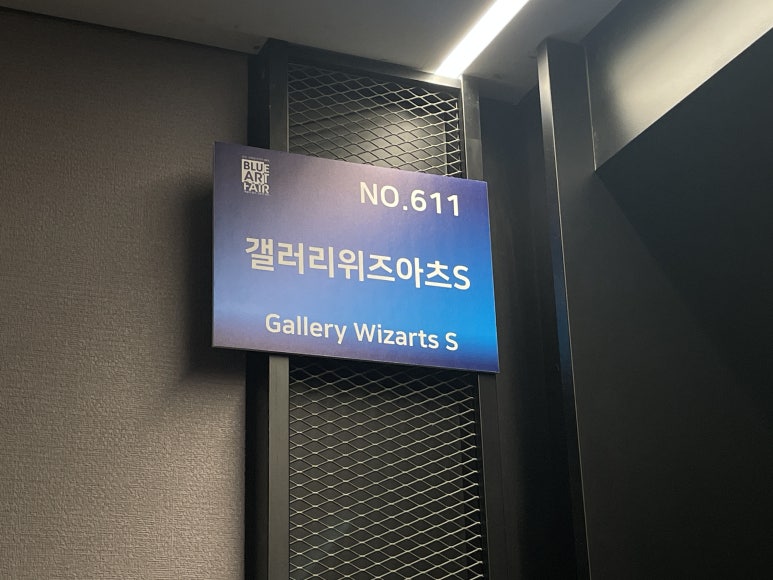 BLUE
ART
FAIR
NO.611
갤러리위즈아츠S
Gallery Wizarts S